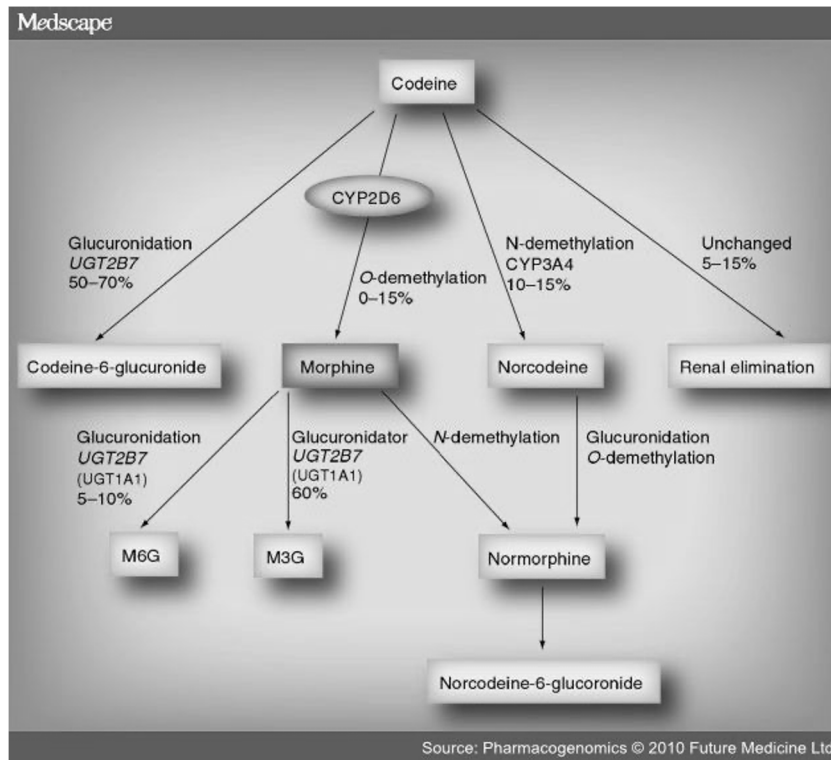 Medscape
Codeine
CYP2D6
Glucuronidation
UGT2B7
50–70%
O-demethylation
0–15%
N-demethylation
CYP3A4
10–15%
Unchanged
5–15%
Codeine-6-glucuronide
Morphine
Norcodeine
Renal elimination
Glucuronidation
UGT2B7
(UGT1A1)
5–10%
Glucuronidator
UGT2B7
(UGT1A1)
60%
N-demethylation
Glucuronidation
O-demethylation
M6G
M3G
Normorphine
Norcodeine-6-glucoronide
Source: Pharmacogenomics © 2010 Future Medicine Ltd